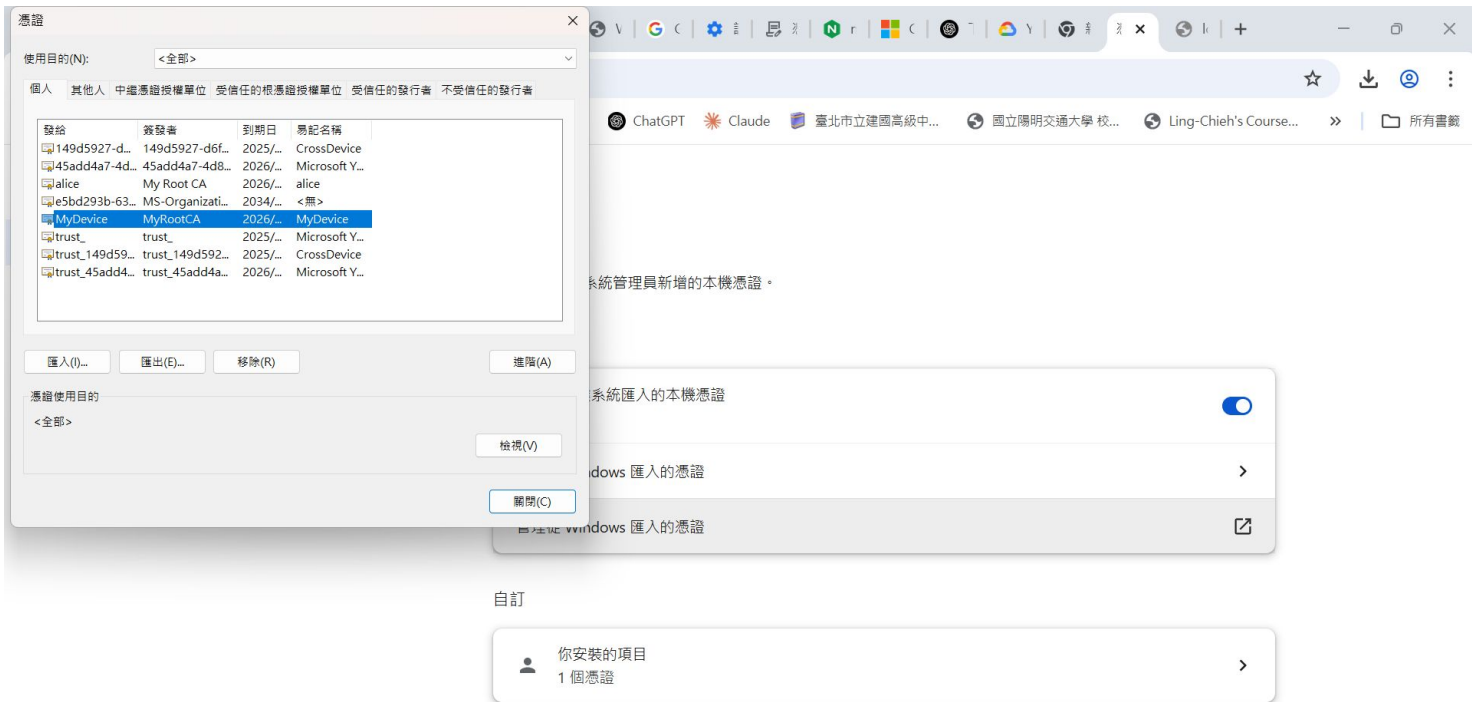 憑證
使用目的(N):
<全部>
個人 其他人 中繼憑證授權單位 受信任的根憑證授權單位 受信任的發行者 不受信任的發行者
發給 簽發者 到期日 易記名稱
149d5927-d... 149d5927-d6f... 2025/... CrossDevice
45add4a7-4d... 45add4a7-4d8... 2026/... Microsoft Y...
alice My Root CA 2026/... alice
e5bd293b-63... MS-Organizati... 2034/... <無>
MyDevice MyRootCA 2026/... MyDevice
trust_ trust_ 2025/... Microsoft Y...
trust_149d59... trust_149d592... 2025/... CrossDevice
trust_45add4... trust_45add4a... 2026/... Microsoft Y...
匯入(I)... 匯出(E)... 移除(R) 進階(A)
憑證使用目的
<全部>
檢視(V)
關閉(C)
ChatGPT Claude 臺北市立建國高級中... 國立陽明交通大學 校... Ling-Chieh's Course... » 所有書籤
系統管理員新增的本機憑證。
系統匯入的本機憑證
dows 匯入的憑證
管理從 Windows 匯入的憑證
自訂
你安裝的項目
1 個憑證